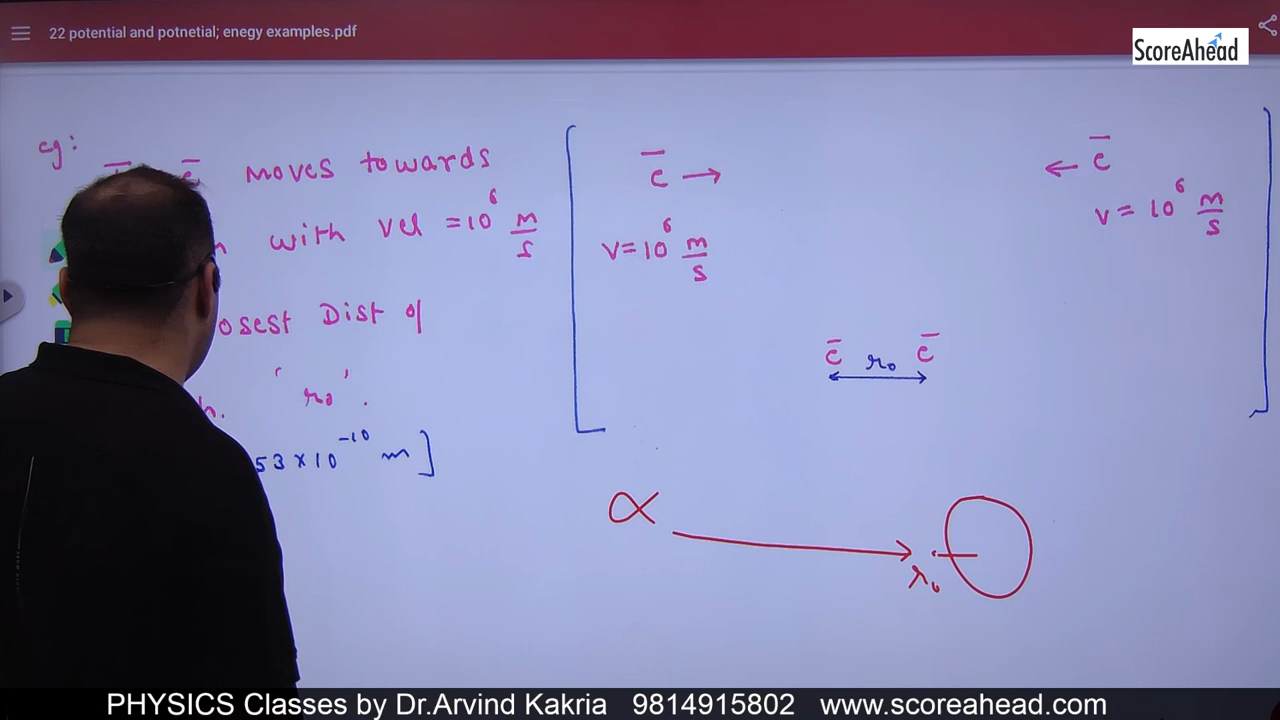 22 potential and potnetial; enegy examples.pdf
ScoreAhead
eg:
e̅ moves towards
with vel = 10⁶ m/s
Dist of
'r₀'.
53 × 10⁻¹⁰ m ]
e̅ →
v = 10⁶ m/s
← e̅
v = 10⁶ m/s
e̅ r₀ e̅
α
r₀
PHYSICS Classes by Dr.Arvind Kakria 9814915802 www.scoreahead.com